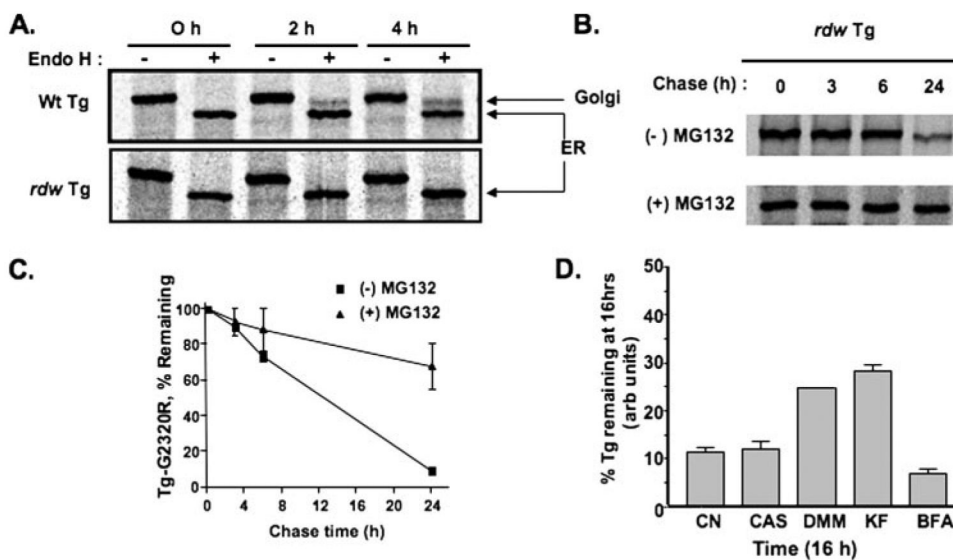 A.
O h 2 h 4 h
Endo H : - + - + - +
Wt Tg
Golgi
ER
rdw Tg
B.
rdw Tg
Chase (h) : 0 3 6 24
(-) MG132
(+) MG132
C.
(-) MG132
(+) MG132
Tg-G2320R, % Remaining
100
80
60
40
20
0
0 4 8 12 16 20 24
Chase time (h)
D.
% Tg remaining at 16hrs
(arb units)
50
40
30
20
10
0
CN CAS DMM KF BFA
Time (16 h)